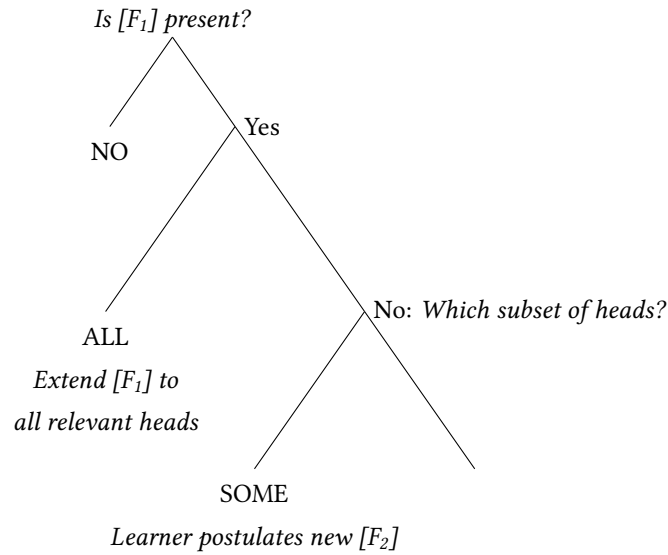 Is [F₁] present?
Yes
NO
No: Which subset of heads?
ALL
Extend [F₁] to
all relevant heads
SOME
Learner postulates new [F₂]